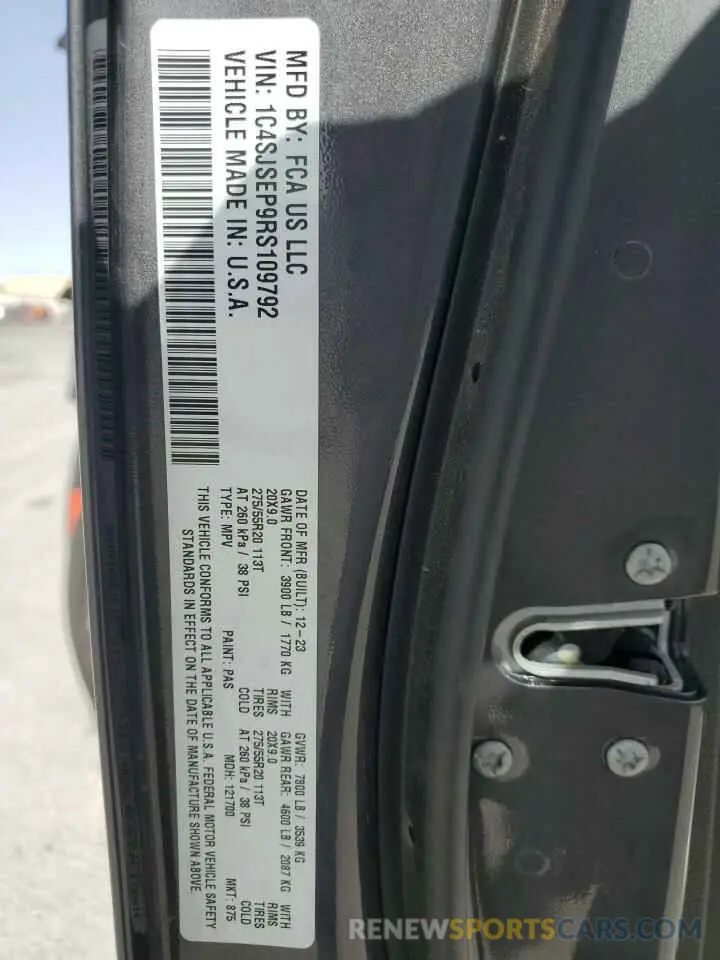 MFD BY: FCA US LLC
VIN: 1C4SJSEP9RS109792
VEHICLE MADE IN: U.S.A.
DATE OF MFR (BUILT): 12-23 GVWR: 7800 LB / 3539 KG
GAWR FRONT: 3900 LB / 1770 KG WITH GAWR REAR: 4600 LB / 2087 KG WITH
20X9.0 RIMS 20X9.0 RIMS
275/55R20 113T TIRES 275/55R20 113T TIRES
AT 260 kPa / 38 PSI COLD AT 260 kPa / 38 PSI COLD
TYPE: MPV PAINT: PAS MDH: 121700 MKT: 875
THIS VEHICLE CONFORMS TO ALL APPLICABLE U.S.A. FEDERAL MOTOR VEHICLE SAFETY
STANDARDS IN EFFECT ON THE DATE OF MANUFACTURE SHOWN ABOVE.
RENEWSPORTSCARS.COM